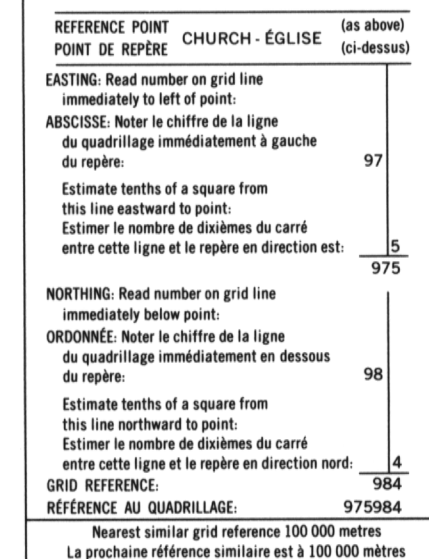 REFERENCE POINT CHURCH - ÉGLISE (as above)
POINT DE REPÈRE (ci-dessus)
EASTING: Read number on grid line
immediately to left of point:
ABSCISSE: Noter le chiffre de la ligne
du quadrillage immédiatement à gauche
du repère: 97
Estimate tenths of a square from
this line eastward to point:
Estimer le nombre de dixièmes du carré
entre cette ligne et le repère en direction est: 5
975
NORTHING: Read number on grid line
immediately below point:
ORDONNÉE: Noter le chiffre de la ligne
du quadrillage immédiatement en dessous
du repère: 98
Estimate tenths of a square from
this line northward to point:
Estimer le nombre de dixièmes du carré
entre cette ligne et le repère en direction nord: 4
GRID REFERENCE: 984
RÉFÉRENCE AU QUADRILLAGE: 975984
Nearest similar grid reference 100 000 metres
La prochaine référence similaire est à 100 000 mètres